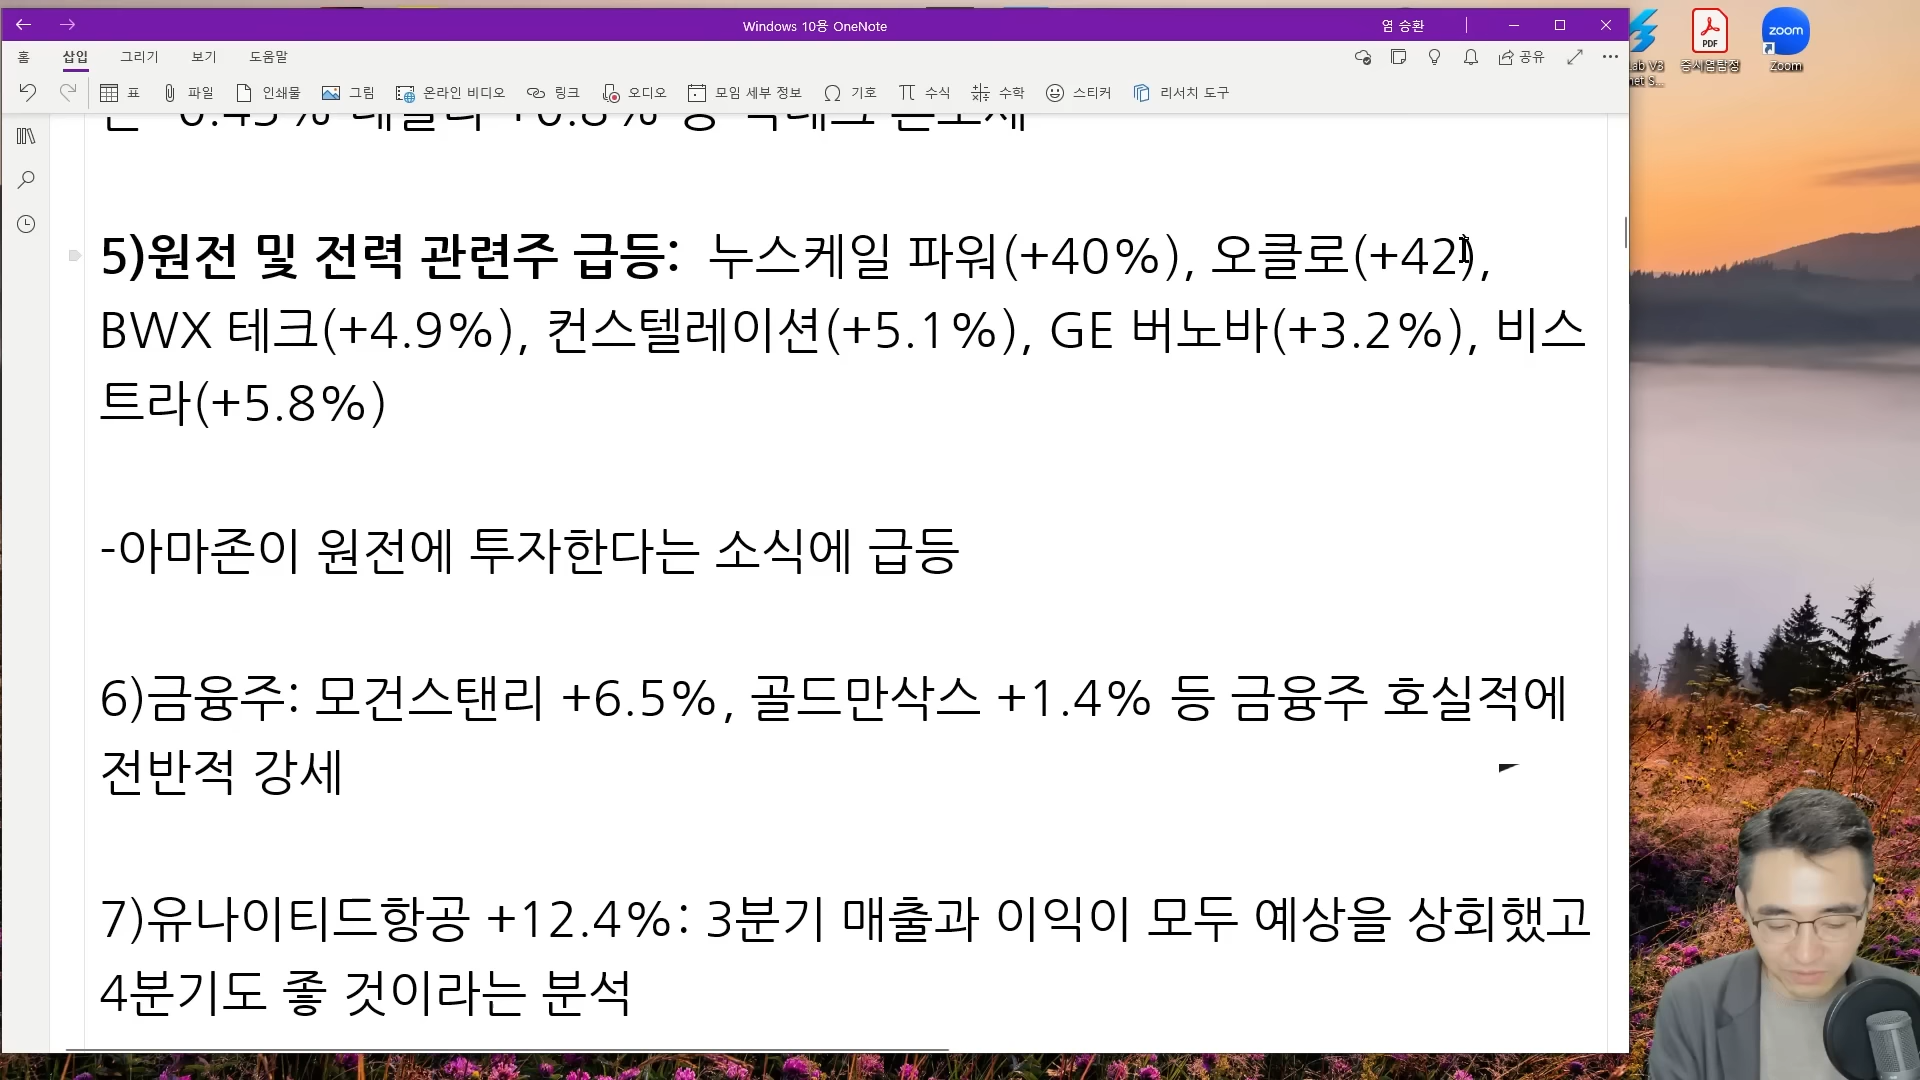 Windows 10용 OneNote
염 승환
홈 삽입 그리기 보기 도움말
공유
표 파일 인쇄물 그림 온라인 비디오 링크 오디오 모임 세부 정보 기호 수식 수학 스티커 리서치 도구
5)원전 및 전력 관련주 급등: 누스케일 파워(+40%), 오클로(+42),
BWX 테크(+4.9%), 컨스텔레이션(+5.1%), GE 버노바(+3.2%), 비스
트라(+5.8%)
-아마존이 원전에 투자한다는 소식에 급등
6)금융주: 모건스탠리 +6.5%, 골드만삭스 +1.4% 등 금융주 호실적에
전반적 강세
7)유나이티드항공 +12.4%: 3분기 매출과 이익이 모두 예상을 상회했고
4분기도 좋 것이라는 분석
PDF
zoom
Lab V3
증시염탐정
Zoom